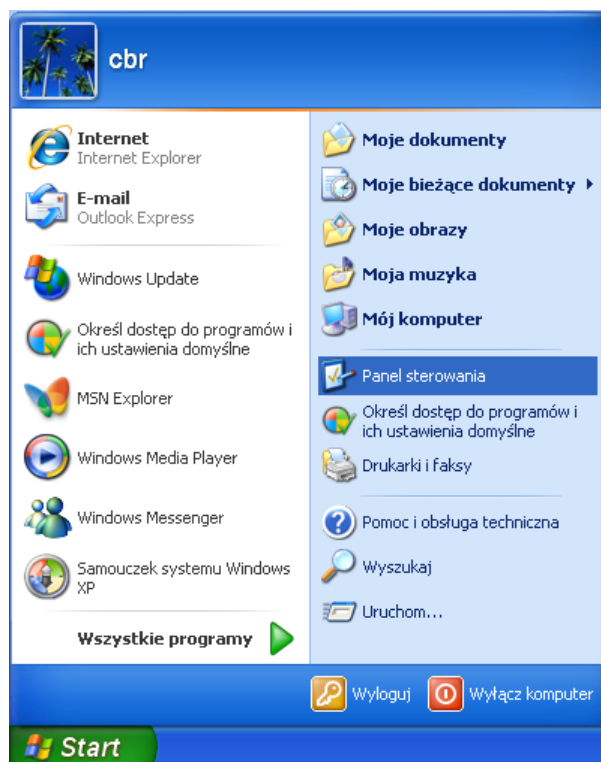 cbr
Internet
Internet Explorer
E-mail
Outlook Express
Windows Update
Określ dostęp do programów i
ich ustawienia domyślne
MSN Explorer
Windows Media Player
Windows Messenger
Samouczek systemu Windows
XP
Wszystkie programy
Moje dokumenty
Moje bieżące dokumenty
Moje obrazy
Moja muzyka
Mój komputer
Panel sterowania
Określ dostęp do programów i
ich ustawienia domyślne
Drukarki i faksy
Pomoc i obsługa techniczna
Wyszukaj
Uruchom...
Wyloguj
Wyłącz komputer
Start